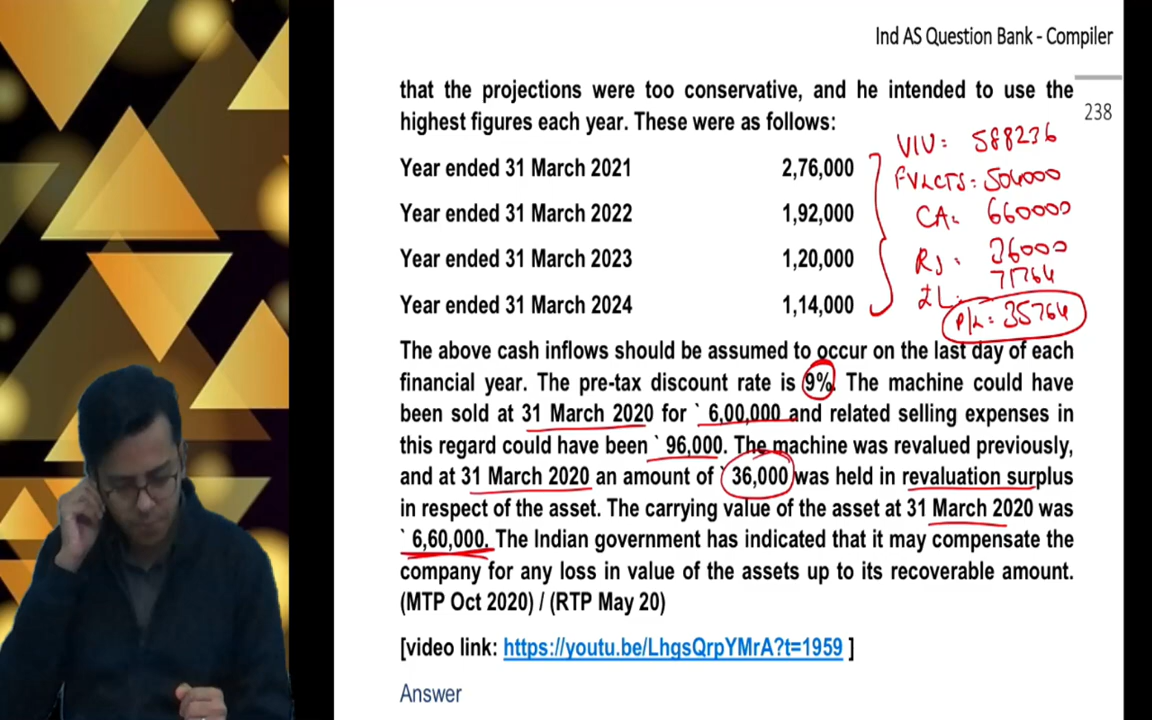 Ind AS Question Bank - Compiler
238
that the projections were too conservative, and he intended to use the
highest figures each year. These were as follows:
Year ended 31 March 2021 2,76,000
Year ended 31 March 2022 1,92,000
Year ended 31 March 2023 1,20,000
Year ended 31 March 2024 1,14,000
VIU: 588236
FVLCTS: 504000
CA: 660000
RS: 36000
IL: 71764
P/L = 35764
The above cash inflows should be assumed to occur on the last day of each
financial year. The pre-tax discount rate is 9%. The machine could have
been sold at 31 March 2020 for ` 6,00,000 and related selling expenses in
this regard could have been ` 96,000. The machine was revalued previously,
and at 31 March 2020 an amount of ` 36,000 was held in revaluation surplus
in respect of the asset. The carrying value of the asset at 31 March 2020 was
` 6,60,000. The Indian government has indicated that it may compensate the
company for any loss in value of the assets up to its recoverable amount.
(MTP Oct 2020) / (RTP May 20)
[video link: https://youtu.be/LhgsQrpYMrA?t=1959 ]
Answer